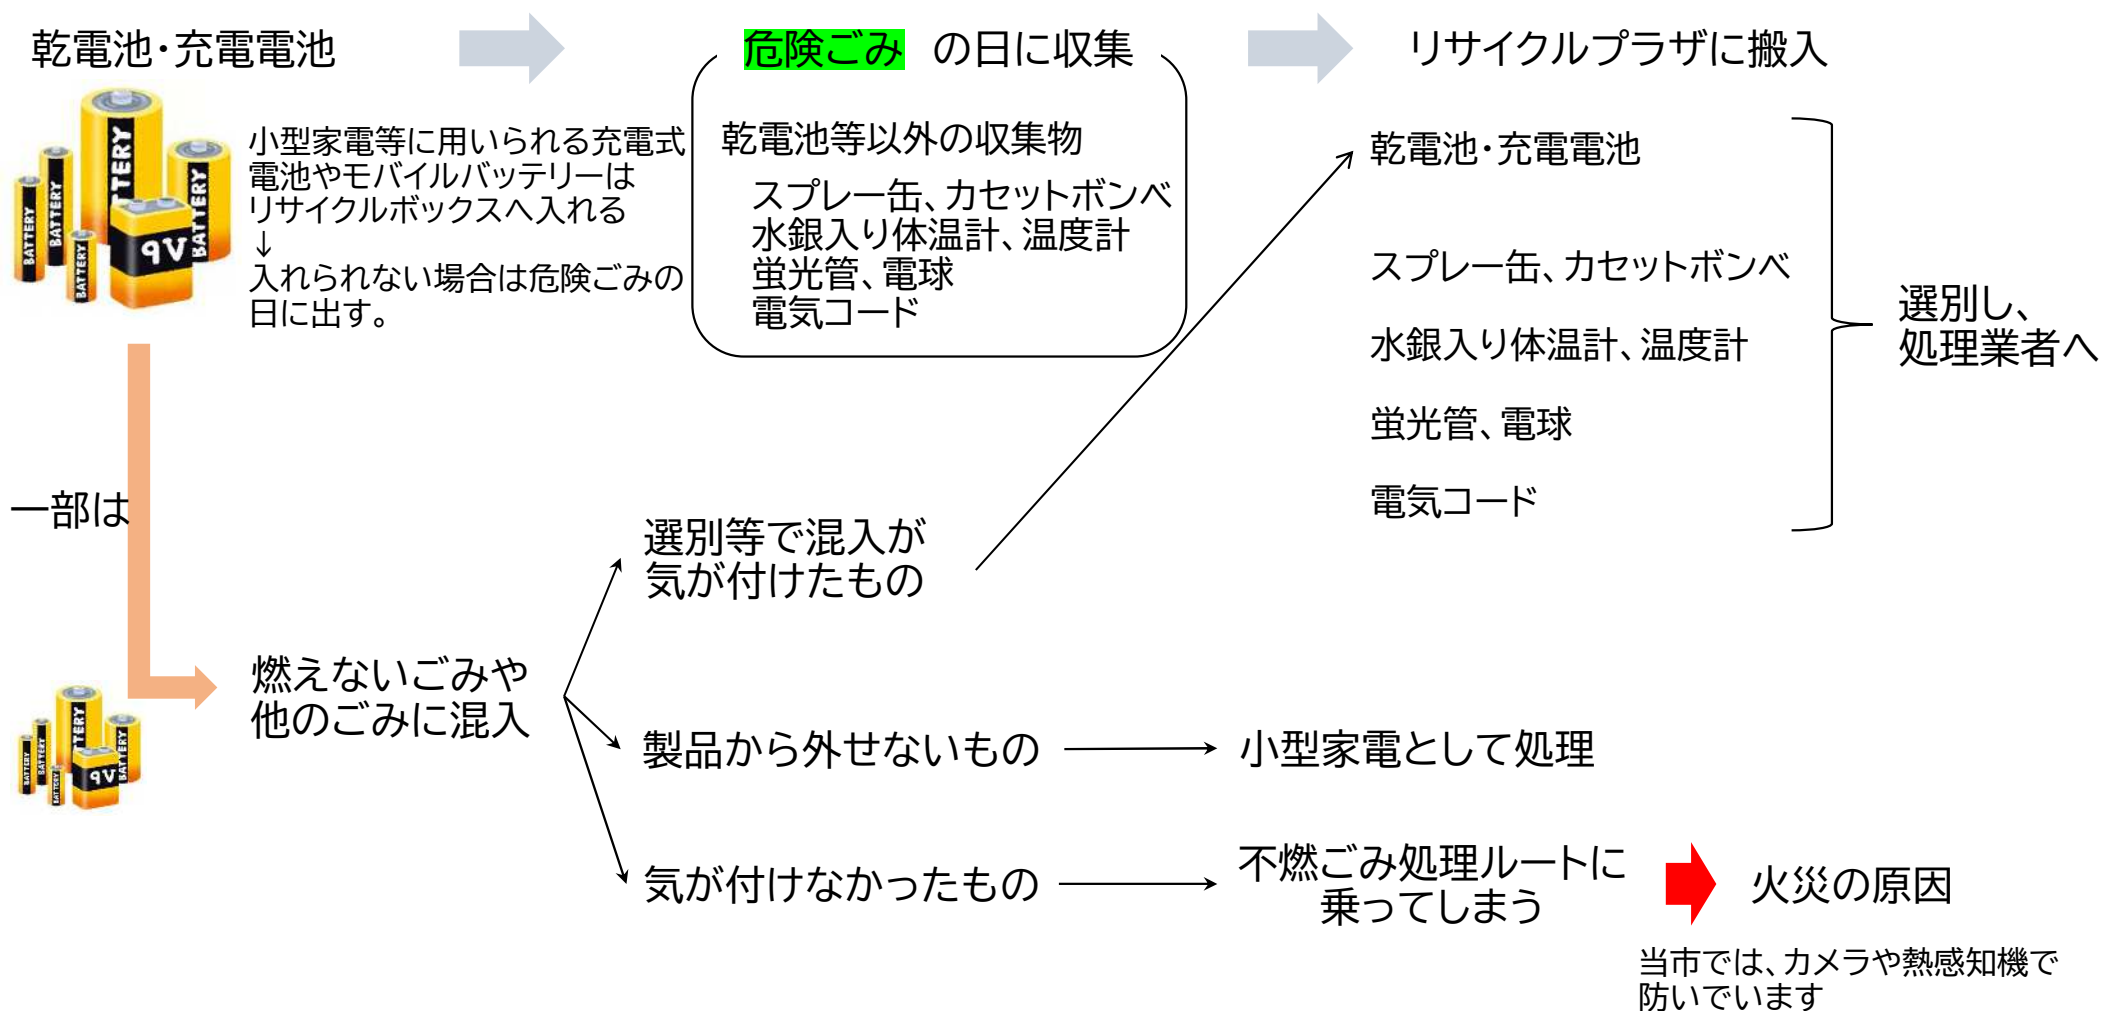 乾電池・充電電池
危険ごみ の日に収集
リサイクルプラザに搬入
BATTERY
BATTERY
BATTERY
BATTERY
BATTERY
9V
小型家電等に用いられる充電式
電池やモバイルバッテリーは
リサイクルボックスへ入れる
↓
入れられない場合は危険ごみの
日に出す。
乾電池等以外の収集物
スプレー缶、カセットボンベ
水銀入り体温計、温度計
蛍光管、電球
電気コード
乾電池・充電電池
スプレー缶、カセットボンベ
水銀入り体温計、温度計
蛍光管、電球
電気コード
選別し、
処理業者へ
一部は
燃えないごみや
他のごみに混入
BATTERY
BATTERY
BATTERY
BATTERY
BATTERY
9V
選別等で混入が
気が付けたもの
製品から外せないもの
小型家電として処理
気が付けなかったもの
不燃ごみ処理ルートに
乗ってしまう
火災の原因
当市では、カメラや熱感知機で
防いでいます